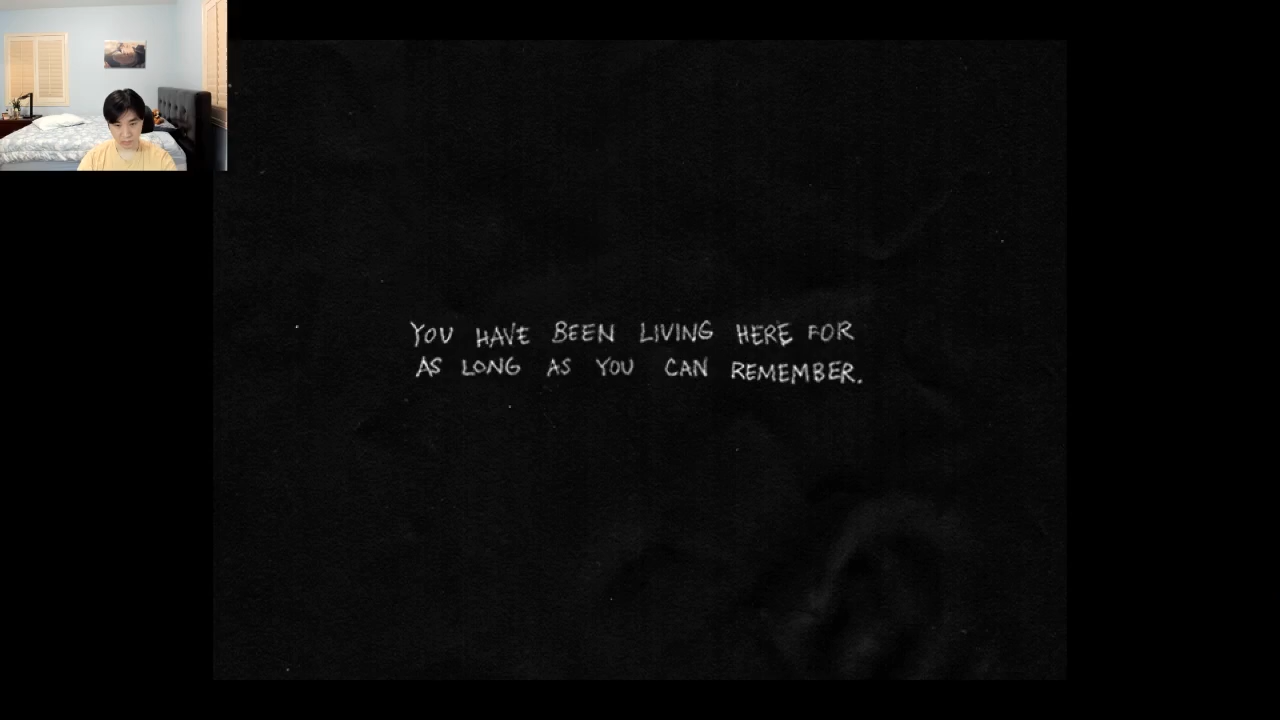 YOU HAVE BEEN LIVING HERE FOR
AS LONG AS YOU CAN REMEMBER.